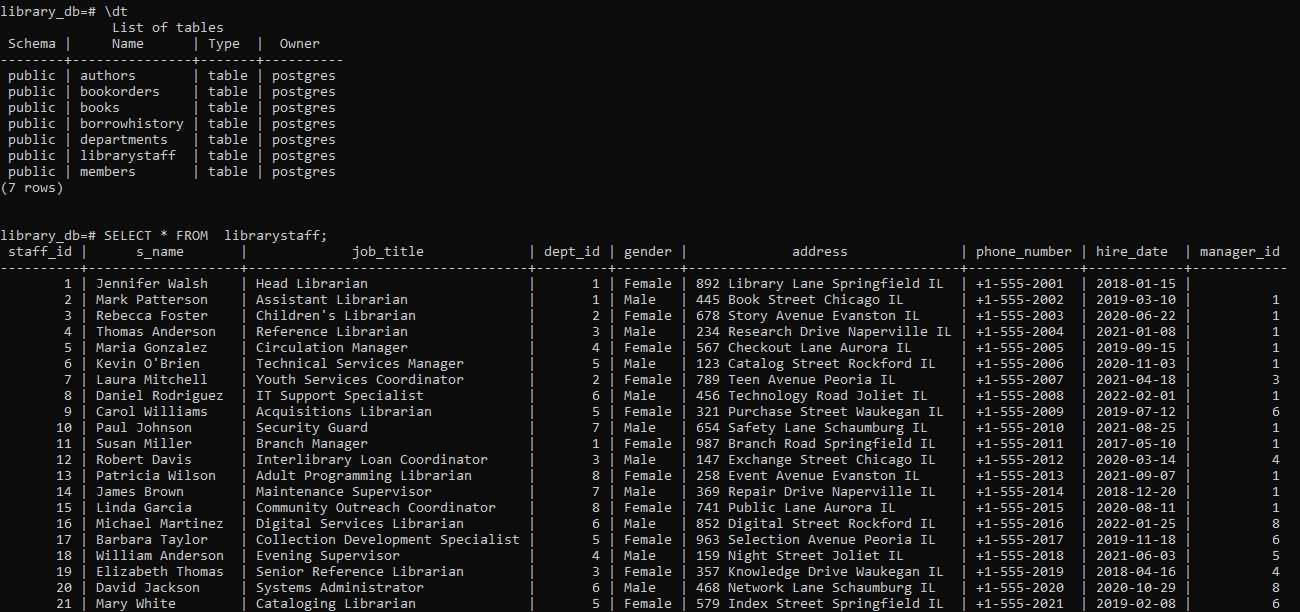 library_db=# \dt
List of tables
Schema | Name | Type | Owner
--------+---------------+-------+----------
public | authors | table | postgres
public | bookorders | table | postgres
public | books | table | postgres
public | borrowhistory | table | postgres
public | departments | table | postgres
public | librarystaff | table | postgres
public | members | table | postgres
(7 rows)
library_db=# SELECT * FROM  librarystaff;
staff_id | s_name | job_title | dept_id | gender | address | phone_number | hire_date | manager_id
----------+-------------------+----------------------------------+---------+--------+----------------------------------+--------------+------------+------------
1 | Jennifer Walsh | Head Librarian | 1 | Female | 892 Library Lane Springfield IL | +1-555-2001 | 2018-01-15 |
2 | Mark Patterson | Assistant Librarian | 1 | Male | 445 Book Street Chicago IL | +1-555-2002 | 2019-03-10 | 1
3 | Rebecca Foster | Children's Librarian | 2 | Female | 678 Story Avenue Evanston IL | +1-555-2003 | 2020-06-22 | 1
4 | Thomas Anderson | Reference Librarian | 3 | Male | 234 Research Drive Naperville IL | +1-555-2004 | 2021-01-08 | 1
5 | Maria Gonzalez | Circulation Manager | 4 | Female | 567 Checkout Lane Aurora IL | +1-555-2005 | 2019-09-15 | 1
6 | Kevin O'Brien | Technical Services Manager | 5 | Male | 123 Catalog Street Rockford IL | +1-555-2006 | 2020-11-03 | 1
7 | Laura Mitchell | Youth Services Coordinator | 2 | Female | 789 Teen Avenue Peoria IL | +1-555-2007 | 2021-04-18 | 3
8 | Daniel Rodriguez | IT Support Specialist | 6 | Male | 456 Technology Road Joliet IL | +1-555-2008 | 2022-02-01 | 1
9 | Carol Williams | Acquisitions Librarian | 5 | Female | 321 Purchase Street Waukegan IL | +1-555-2009 | 2019-07-12 | 6
10 | Paul Johnson | Security Guard | 7 | Male | 654 Safety Lane Schaumburg IL | +1-555-2010 | 2021-08-25 | 1
11 | Susan Miller | Branch Manager | 1 | Female | 987 Branch Road Springfield IL | +1-555-2011 | 2017-05-10 | 1
12 | Robert Davis | Interlibrary Loan Coordinator | 3 | Male | 147 Exchange Street Chicago IL | +1-555-2012 | 2020-03-14 | 4
13 | Patricia Wilson | Adult Programming Librarian | 8 | Female | 258 Event Avenue Evanston IL | +1-555-2013 | 2021-09-07 | 1
14 | James Brown | Maintenance Supervisor | 7 | Male | 369 Repair Drive Naperville IL | +1-555-2014 | 2018-12-20 | 1
15 | Linda Garcia | Community Outreach Coordinator | 8 | Female | 741 Public Lane Aurora IL | +1-555-2015 | 2020-08-11 | 1
16 | Michael Martinez | Digital Services Librarian | 6 | Male | 852 Digital Street Rockford IL | +1-555-2016 | 2022-01-25 | 8
17 | Barbara Taylor | Collection Development Specialist | 5 | Female | 963 Selection Avenue Peoria IL | +1-555-2017 | 2019-11-18 | 6
18 | William Anderson | Evening Supervisor | 4 | Male | 159 Night Street Joliet IL | +1-555-2018 | 2021-06-03 | 5
19 | Elizabeth Thomas | Senior Reference Librarian | 3 | Female | 357 Knowledge Drive Waukegan IL | +1-555-2019 | 2018-04-16 | 4
20 | David Jackson | Systems Administrator | 6 | Male | 468 Network Lane Schaumburg IL | +1-555-2020 | 2020-10-29 | 8
21 | Mary White | Cataloging Librarian | 5 | Female | 579 Index Street Springfield IL | +1-555-2021 | 2019-02-08 | 6